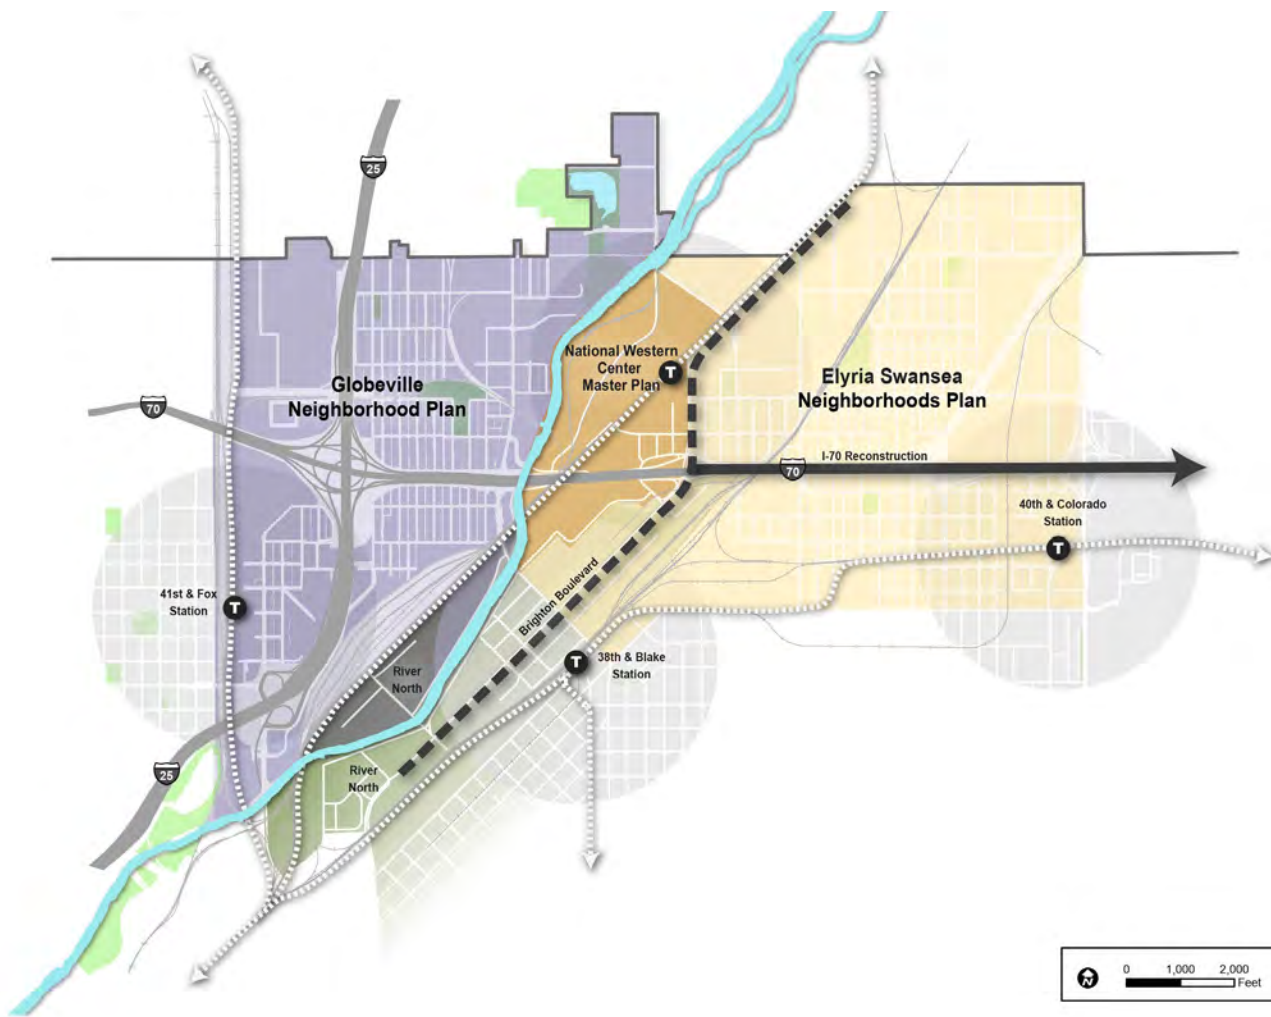 25
National Western
Center
Master Plan
T
Globeville
Neighborhood Plan
Elyria Swansea
Neighborhoods Plan
70
I-70 Reconstruction
70
40th & Colorado
Station
T
41st & Fox
Station
T
Brighton Boulevard
38th & Blake
Station
T
River
North
River
North
25
N
0 1,000 2,000
Feet